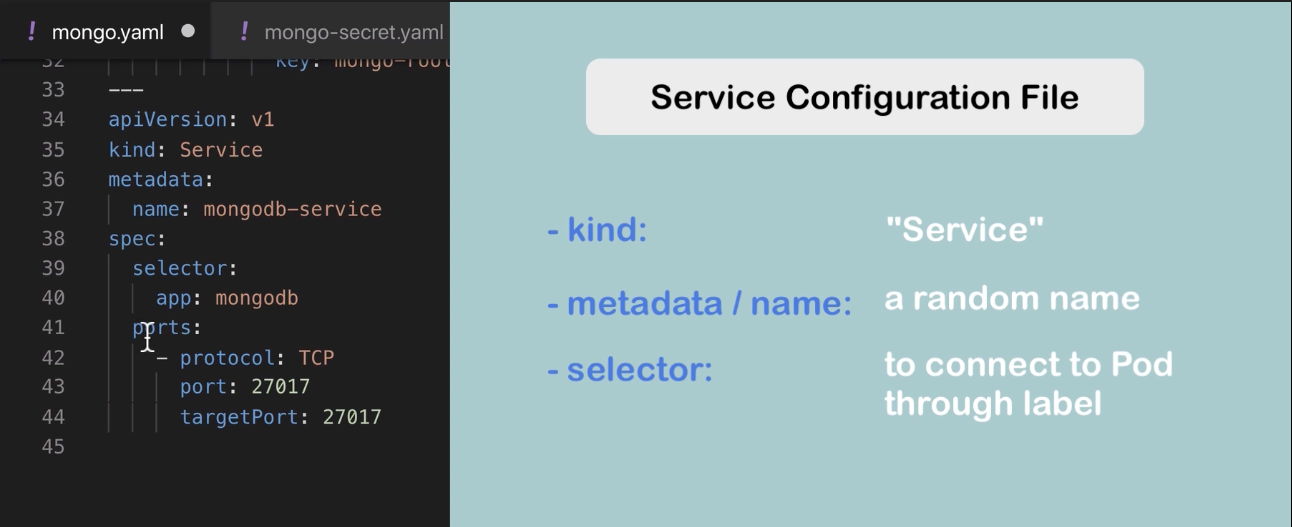 ! mongo.yaml ● ! mongo-secret.yaml
32 key: mongo-root
33 ---
34 apiVersion: v1
35 kind: Service
36 metadata:
37 name: mongodb-service
38 spec:
39 selector:
40 app: mongodb
41 ports:
42 - protocol: TCP
43 port: 27017
44 targetPort: 27017
45
Service Configuration File
- kind: "Service"
- metadata / name: a random name
- selector: to connect to Pod
through label